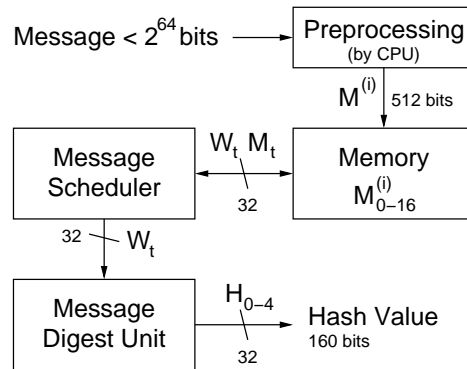 Message < 2^64 bits
Preprocessing
(by CPU)
M^(i)
512 bits
Message
Scheduler
W_t M_t
32
Memory
M_0−16^(i)
32
W_t
Message
Digest Unit
H_0−4
32
Hash Value
160 bits